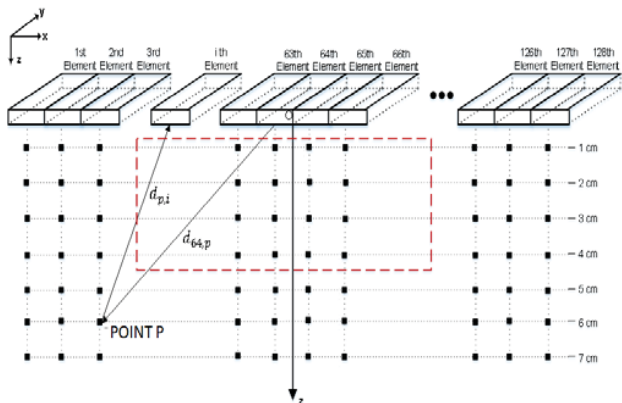 y
x
z
1st 2nd 3rd i th 63th 64th 65th 66th 126th 127th 128th
Element Element Element Element Element Element Element Element Element Element Element
O
1 cm
2 cm
3 cm
d_{p,i}
d_{64,p}
4 cm
5 cm
POINT P
6 cm
7 cm
z